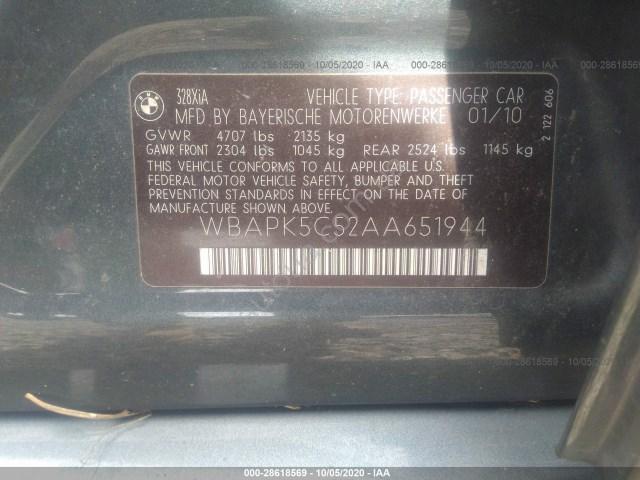 000-28618569 - 10/05/2020 - IAA
000-28618569 - 10/05/2020 - IAA
BMW
328XiA
VEHICLE TYPE: PASSENGER CAR
MFD BY BAYERISCHE MOTORENWERKE 01/10
GVWR 4707 lbs 2135 kg
GAWR FRONT 2304 lbs 1045 kg REAR 2524 lbs 1145 kg
THIS VEHICLE CONFORMS TO ALL APPLICABLE U.S.
FEDERAL MOTOR VEHICLE SAFETY, BUMPER AND THEFT
PREVENTION STANDARDS IN EFFECT ON THE DATE OF
MANUFACTURE SHOWN ABOVE.
WBAPK5C52AA651944
2 122 606
000-28618569 - 10/05/2020 - IAA
000-28618569 - 10/05/2020 - IAA